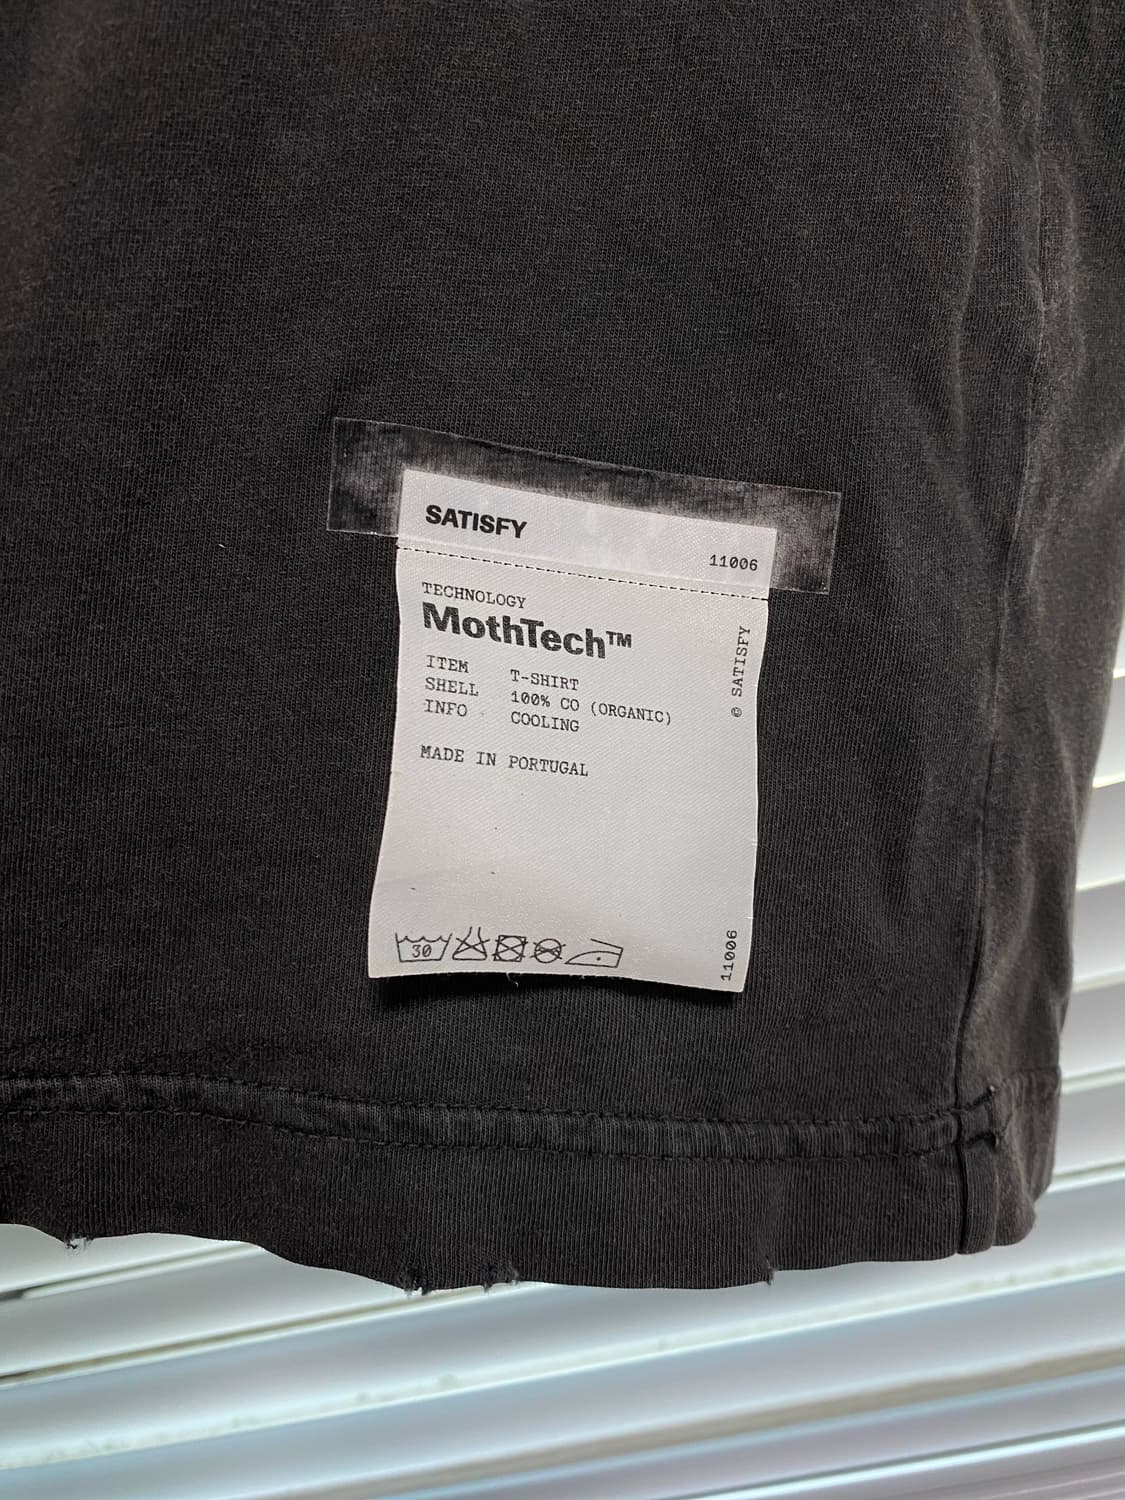 SATISFY
11006
TECHNOLOGY
MothTech™
ITEM T-SHIRT
SHELL 100% CO (ORGANIC)
INFO COOLING
MADE IN PORTUGAL
© SATISFY
30
11006